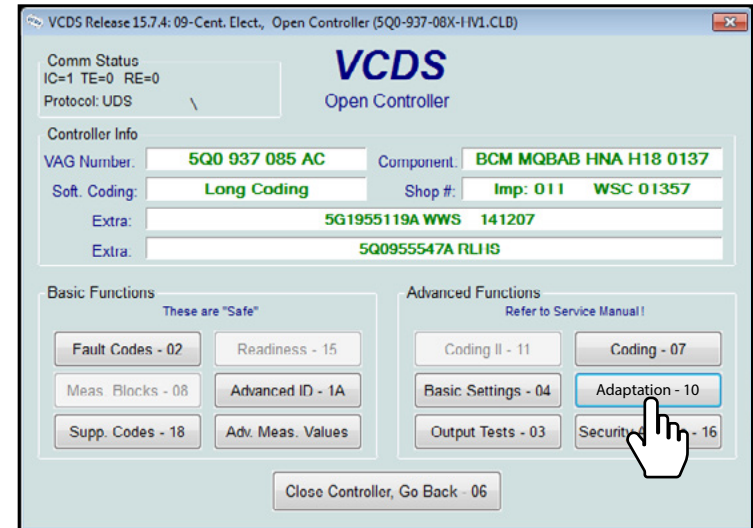 VCDS Release 15.7.4: 09-Cent. Elect., Open Controller (5Q0-937-08X-HV1.CLB)
Comm Status
IC=1 TE=0 RE=0
Protocol: UDS \
VCDS
Open Controller
Controller Info
VAG Number: 5Q0 937 085 AC Component: BCM MQBAB HNA H18 0137
Soft. Coding: Long Coding Shop #: Imp: 011 WSC 01357
Extra: 5G1955119A WWS 141207
Extra: 5Q0955547A RLHS
Basic Functions
These are "Safe"
Fault Codes - 02 Readiness - 15
Meas. Blocks - 08 Advanced ID - 1A
Supp. Codes - 18 Adv. Meas. Values
Advanced Functions
Refer to Service Manual!
Coding II - 11 Coding - 07
Basic Settings - 04 Adaptation - 10
Output Tests - 03 Security - 16
Close Controller, Go Back - 06